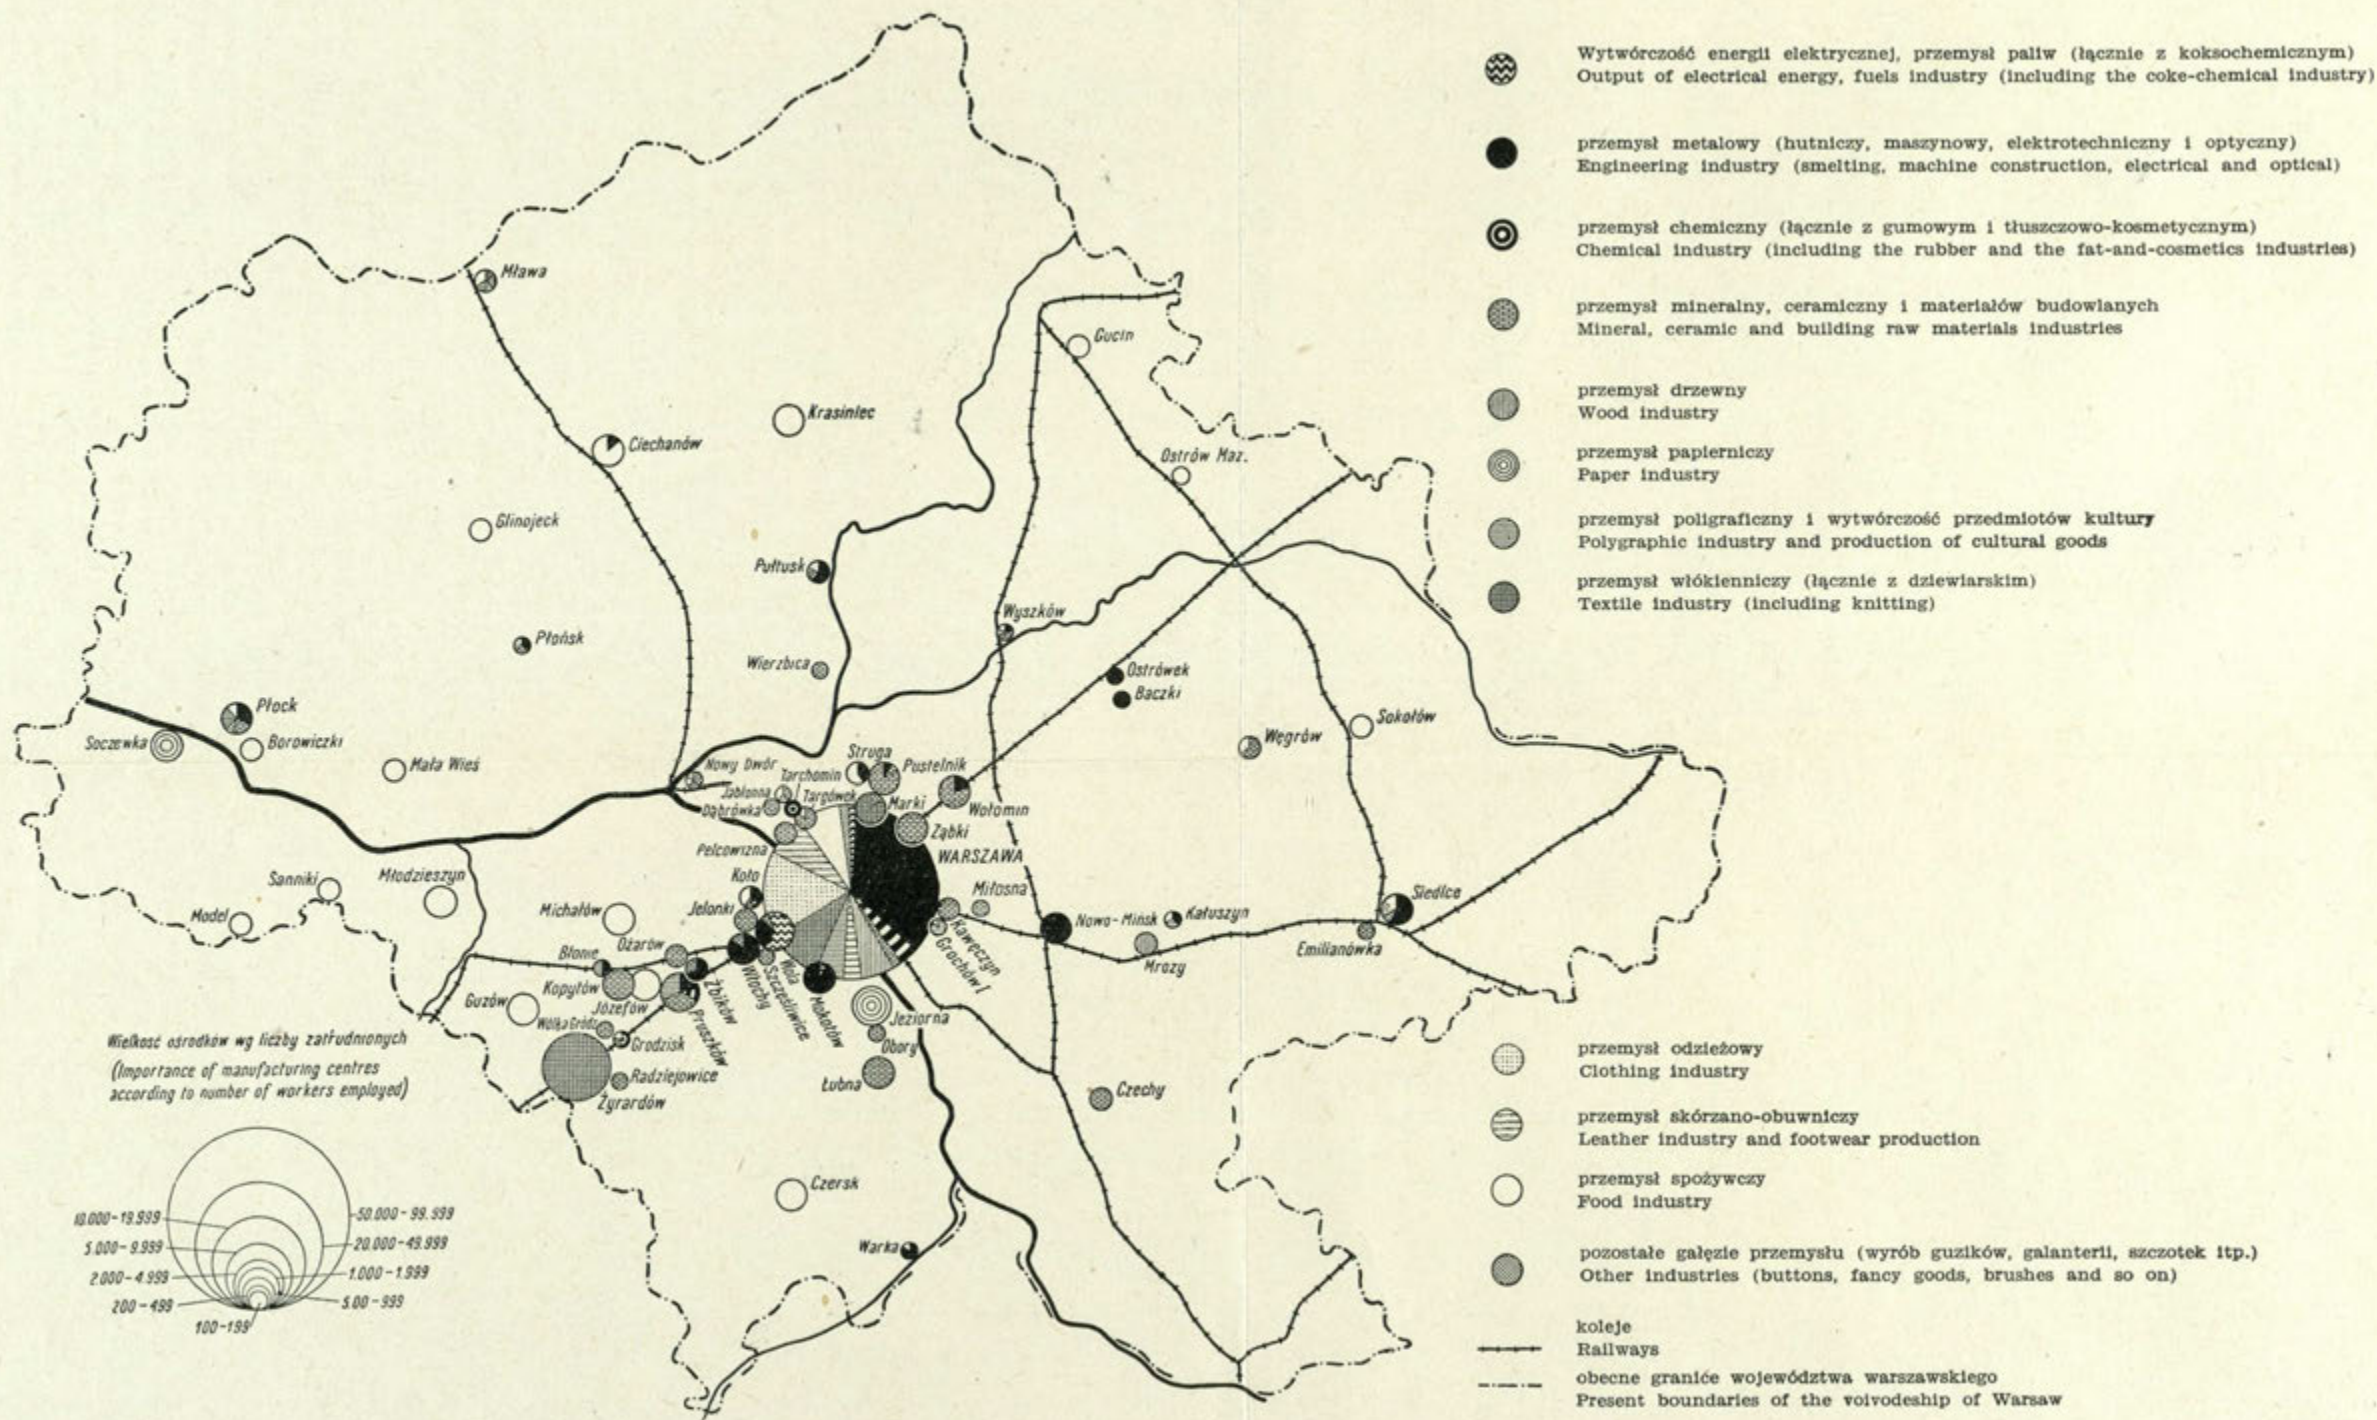 Wytwórczość energii elektrycznej, przemysł paliw (łącznie z koksochemicznym)
Output of electrical energy, fuels industry (including the coke-chemical industry)
przemysł metalowy (hutniczy, maszynowy, elektrotechniczny i optyczny)
Engineering industry (smelting, machine construction, electrical and optical)
przemysł chemiczny (łącznie z gumowym i tłuszczowo-kosmetycznym)
Chemical industry (including the rubber and the fat-and-cosmetics industries)
przemysł mineralny, ceramiczny i materiałów budowlanych
Mineral, ceramic and building raw materials industries
przemysł drzewny
Wood industry
przemysł papierniczy
Paper industry
przemysł poligraficzny i wytwórczość przedmiotów kultury
Polygraphic industry and production of cultural goods
przemysł włókienniczy (łącznie z dziewiarskim)
Textile industry (including knitting)
Mława
Gucin
Krasiniec
Ciechanów
Ostrów Maz.
Glinojeck
Pułtusk
Wyszków
Płońsk
Wierzbica
Ostrówek
Baczki
Płock
Soczewka
Borowiczki
Mała Wieś
Sokołów
Węgrów
Nowy Dwór
Struga
Pustelnik
Tarchomin
Jabłonna
Targówek
Dąbrówka
Marki
Wołomin
Ząbki
Pelcowizna
WARSZAWA
Sanniki
Młodzieszyn
Koło
Miłosna
Model
Michałów
Jelonki
Nowo-Mińsk
Kałuszyn
Siedlce
Błonie
Ożarów
Emilianówka
Mrozy
Kawęczyn
Grochów I
Wola
Szczęśliwice
Włochy
Mokotów
Kopytów
Józefów
Żbików
Pruszków
Guzów
Wólka Grodz.
Grodzisk
Jeziorna
Obory
Radziejowice
Żyrardów
Łubna
Czechy
Czersk
Warka
Wielkość ośrodków wg liczby zatrudnionych
(Importance of manufacturing centres
according to number of workers employed)
10.000-19.999
50.000-99.999
5.000-9.999
20.000-49.999
2.000-4.999
1.000-1.999
200-499
5.00-999
100-199
przemysł odzieżowy
Clothing industry
przemysł skórzano-obuwniczy
Leather industry and footwear production
przemysł spożywczy
Food industry
pozostałe gałęzie przemysłu (wyrób guzików, galanterii, szczotek itp.)
Other industries (buttons, fancy goods, brushes and so on)
koleje
Railways
obecne graniće województwa warszawskiego
Present boundaries of the voivodeship of Warsaw